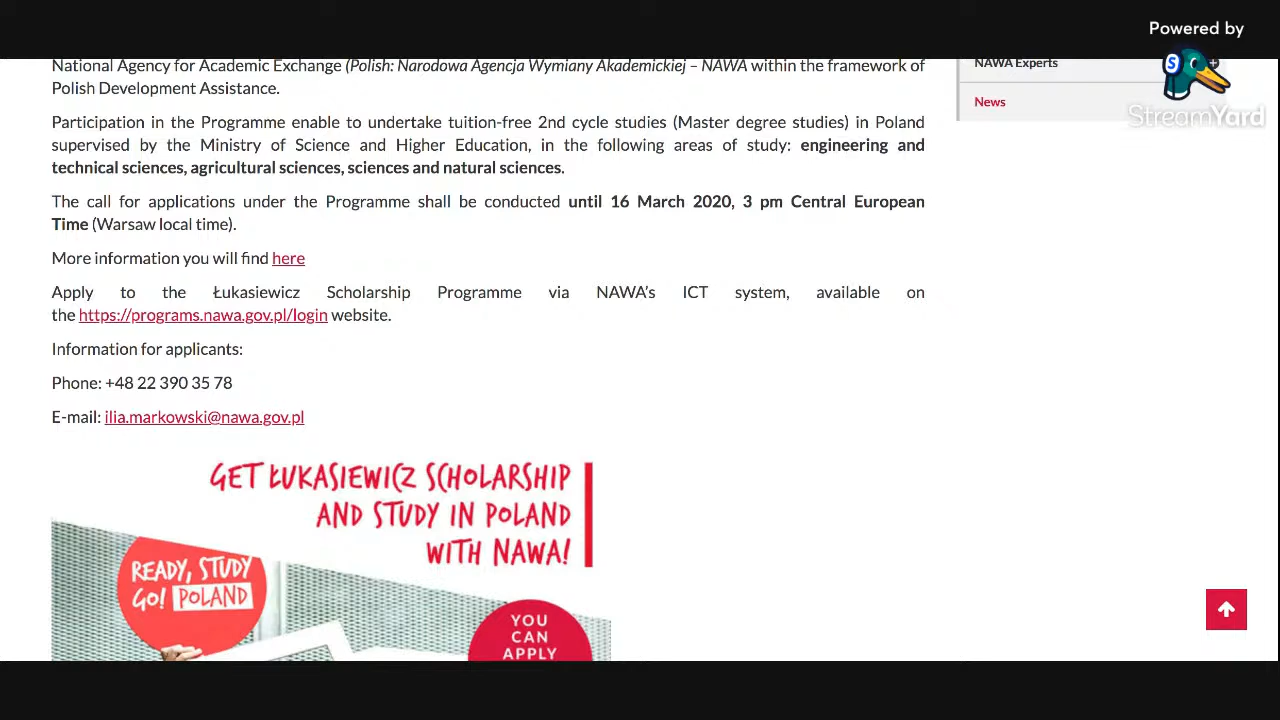 Powered by
StreamYard
National Agency for Academic Exchange (Polish: Narodowa Agencja Wymiany Akademickiej – NAWA within the framework of
Polish Development Assistance.
Participation in the Programme enable to undertake tuition-free 2nd cycle studies (Master degree studies) in Poland
supervised by the Ministry of Science and Higher Education, in the following areas of study: engineering and
technical sciences, agricultural sciences, sciences and natural sciences.
The call for applications under the Programme shall be conducted until 16 March 2020, 3 pm Central European
Time (Warsaw local time).
More information you will find here
Apply to the Łukasiewicz Scholarship Programme via NAWA’s ICT system, available on
the https://programs.nawa.gov.pl/login website.
Information for applicants:
Phone: +48 22 390 35 78
E-mail: ilia.markowski@nawa.gov.pl
GET ŁUKASIEWICZ SCHOLARSHIP
AND STUDY IN POLAND
WITH NAWA!
READY, STUDY
GO! POLAND
YOU
CAN
APPLY
NAWA Experts +
News